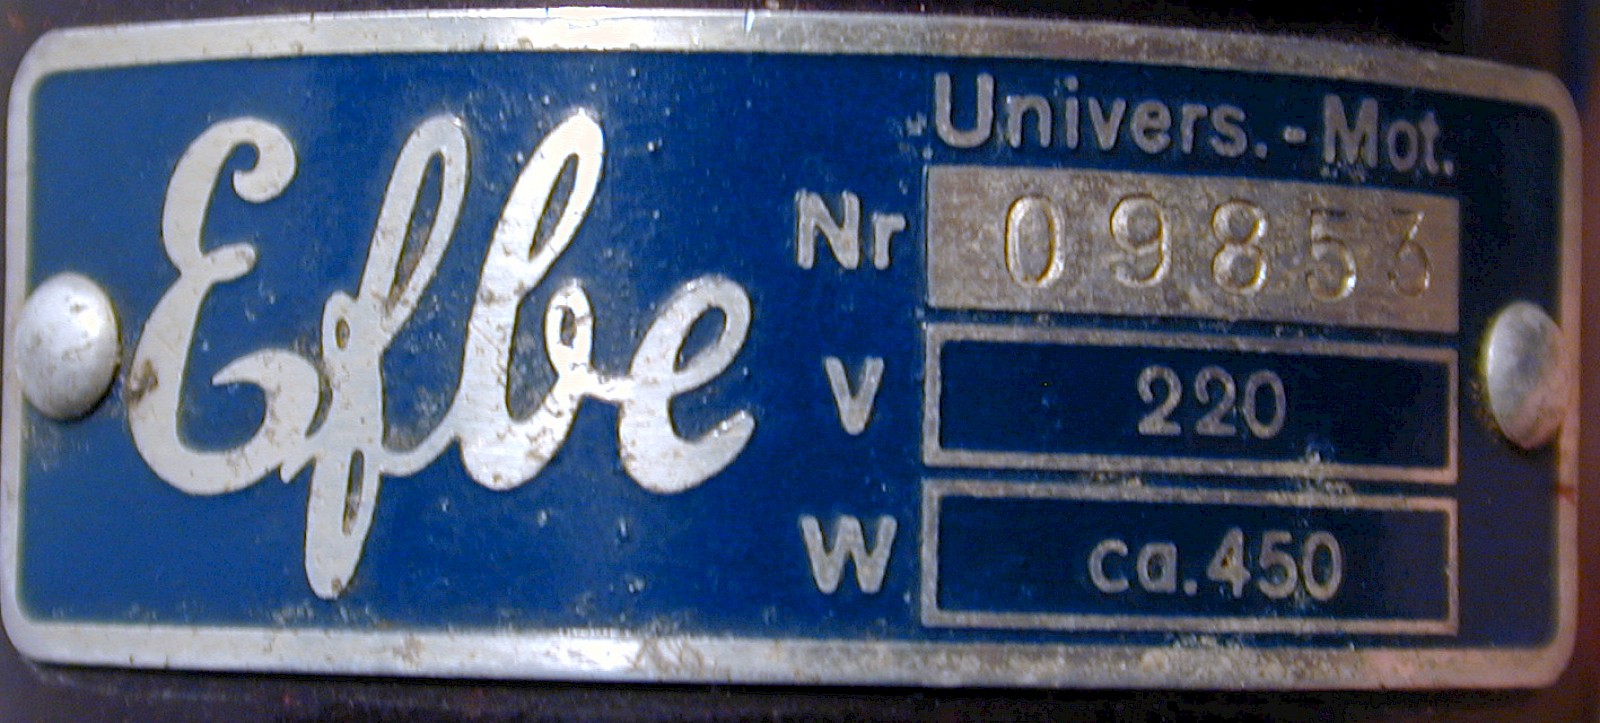 Efbe
Univers.-Mot.
Nr 09853
V 220
W ca.450